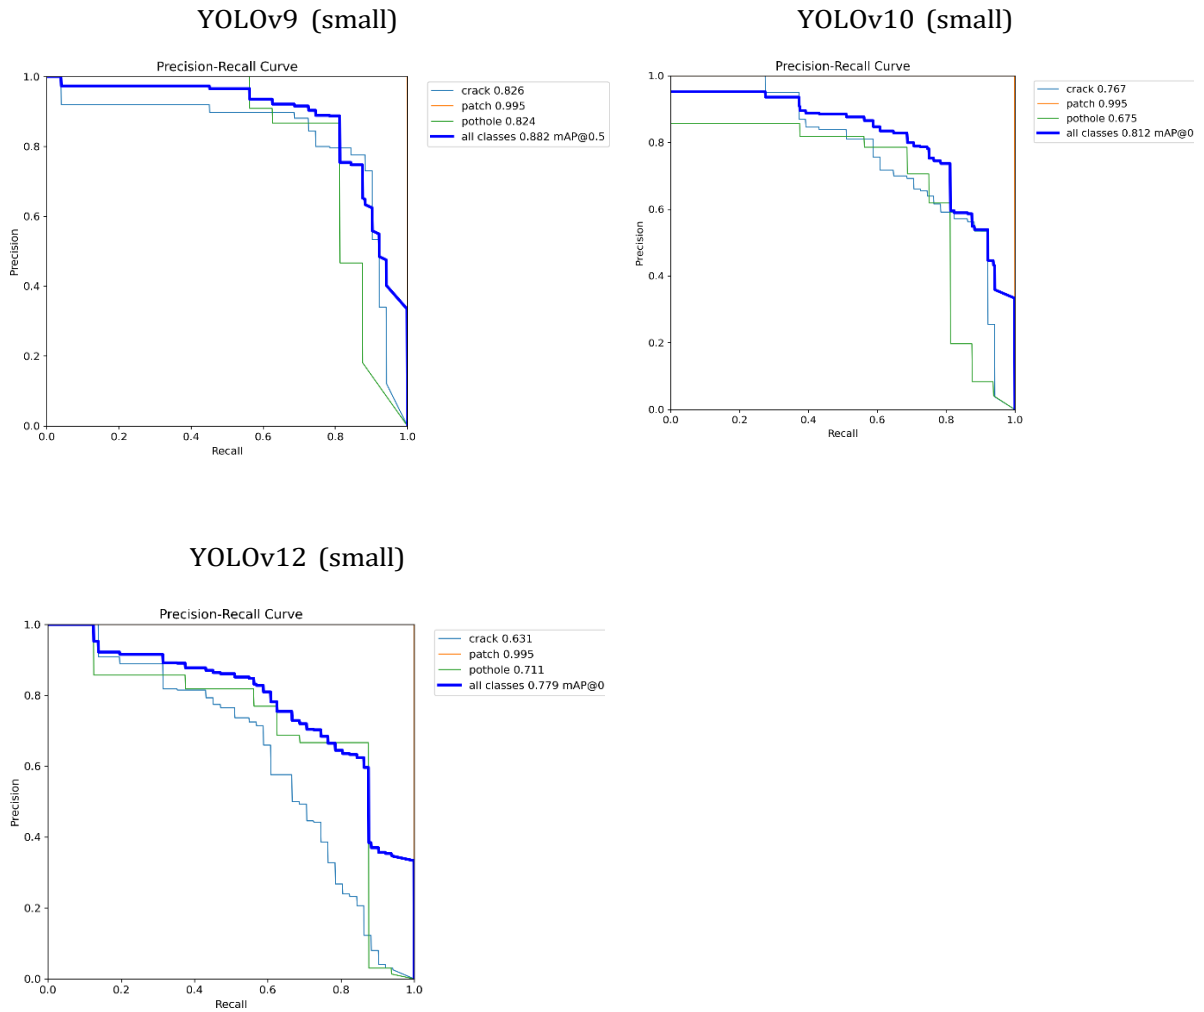 YOLOv9 (small)
Precision-Recall Curve
1.0
0.8
0.6
0.4
0.2
0.0
Precision
0.0 0.2 0.4 0.6 0.8 1.0
Recall
crack 0.826
patch 0.995
pothole 0.824
all classes 0.882 mAP@0.5
YOLOv10 (small)
Precision-Recall Curve
1.0
0.8
0.6
0.4
0.2
0.0
Precision
0.0 0.2 0.4 0.6 0.8 1.0
Recall
crack 0.767
patch 0.995
pothole 0.675
all classes 0.812 mAP@0
YOLOv12 (small)
Precision-Recall Curve
1.0
0.8
0.6
0.4
0.2
0.0
Precision
0.0 0.2 0.4 0.6 0.8 1.0
Recall
crack 0.631
patch 0.995
pothole 0.711
all classes 0.779 mAP@0